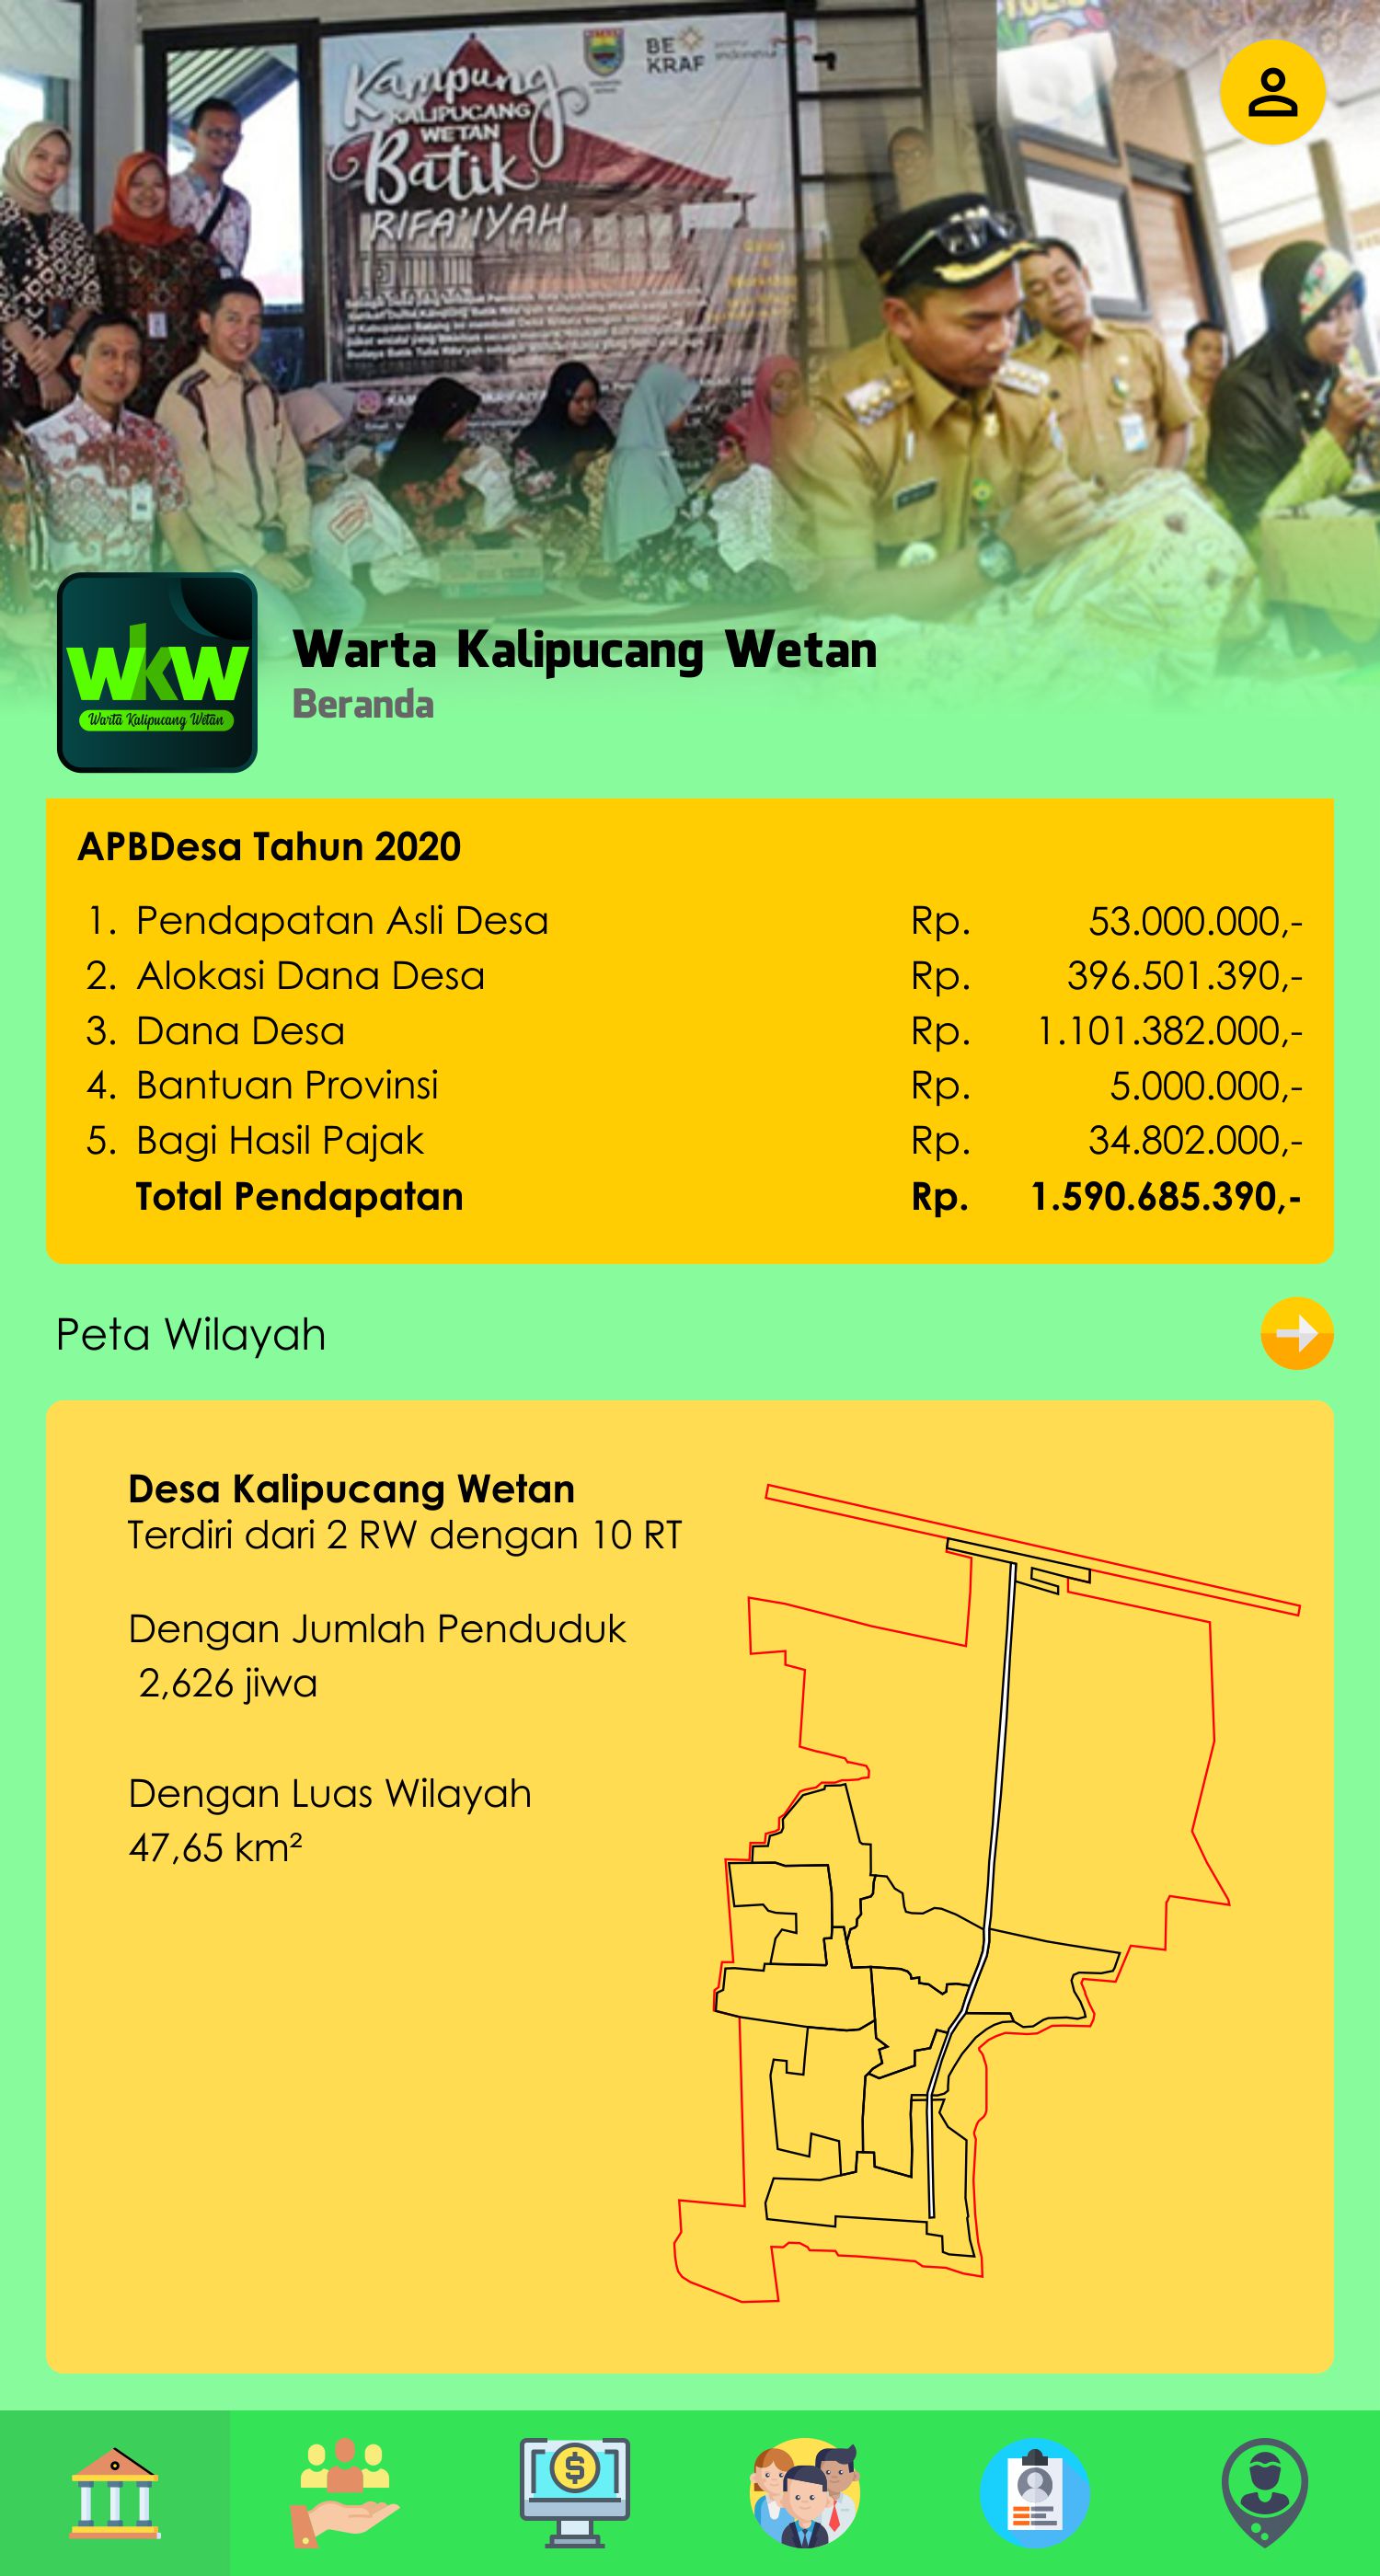 Kampung
KALIPUCANG
WETAN
Batik
RIFA'IYAH
BE
KRAF
indonesia
WKW
Warta Kalipucang Wetan
Warta Kalipucang Wetan
Beranda
APBDesa Tahun 2020
1. Pendapatan Asli Desa Rp. 53.000.000,-
2. Alokasi Dana Desa Rp. 396.501.390,-
3. Dana Desa Rp. 1.101.382.000,-
4. Bantuan Provinsi Rp. 5.000.000,-
5. Bagi Hasil Pajak Rp. 34.802.000,-
Total Pendapatan Rp. 1.590.685.390,-
Peta Wilayah
Desa Kalipucang Wetan
Terdiri dari 2 RW dengan 10 RT
Dengan Jumlah Penduduk
2,626 jiwa
Dengan Luas Wilayah
47,65 km²